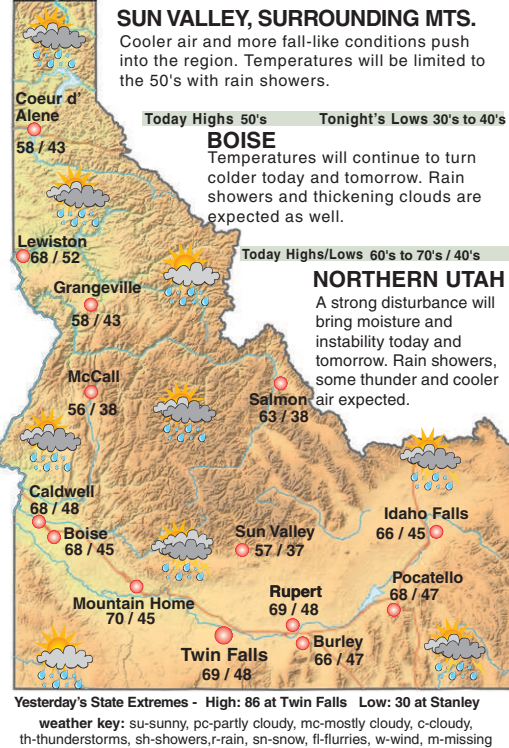 SUN VALLEY, SURROUNDING MTS.
Cooler air and more fall-like conditions push
into the region. Temperatures will be limited to
the 50's with rain showers.
Today Highs 50's Tonight's Lows 30's to 40's
BOISE
Temperatures will continue to turn
colder today and tomorrow. Rain
showers and thickening clouds are
expected as well.
Today Highs/Lows 60's to 70's / 40's
NORTHERN UTAH
A strong disturbance will
bring moisture and
instability today and
tomorrow. Rain showers,
some thunder and cooler
air expected.
Coeur d'
Alene
58 / 43
Lewiston
68 / 52
Grangeville
58 / 43
McCall
56 / 38
Salmon
63 / 38
Caldwell
68 / 48
Boise
68 / 45
Sun Valley
57 / 37
Idaho Falls
66 / 45
Pocatello
68 / 47
Mountain Home
70 / 45
Rupert
69 / 48
Burley
66 / 47
Twin Falls
69 / 48
Yesterday's State Extremes - High: 86 at Twin Falls Low: 30 at Stanley
weather key: su-sunny, pc-partly cloudy, mc-mostly cloudy, c-cloudy,
th-thunderstorms, sh-showers,r-rain, sn-snow, fl-flurries, w-wind, m-missing